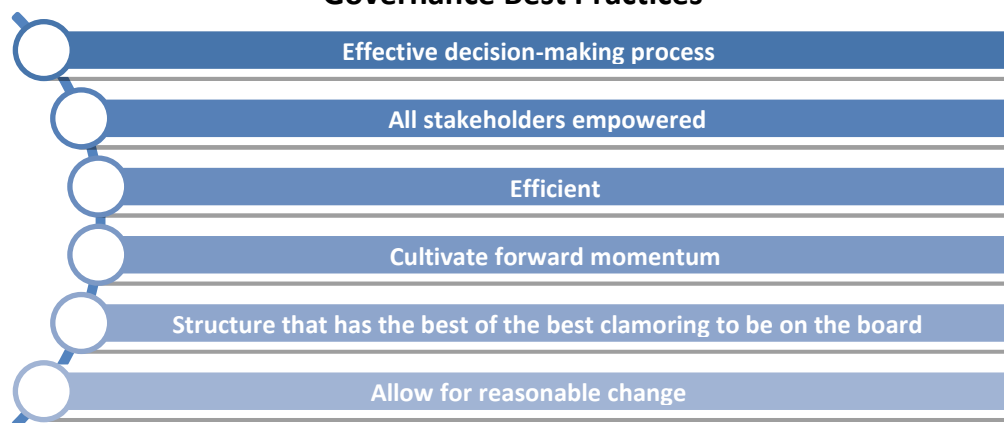 Governance Best Practices
Effective decision-making process
All stakeholders empowered
Efficient
Cultivate forward momentum
Structure that has the best of the best clamoring to be on the board
Allow for reasonable change